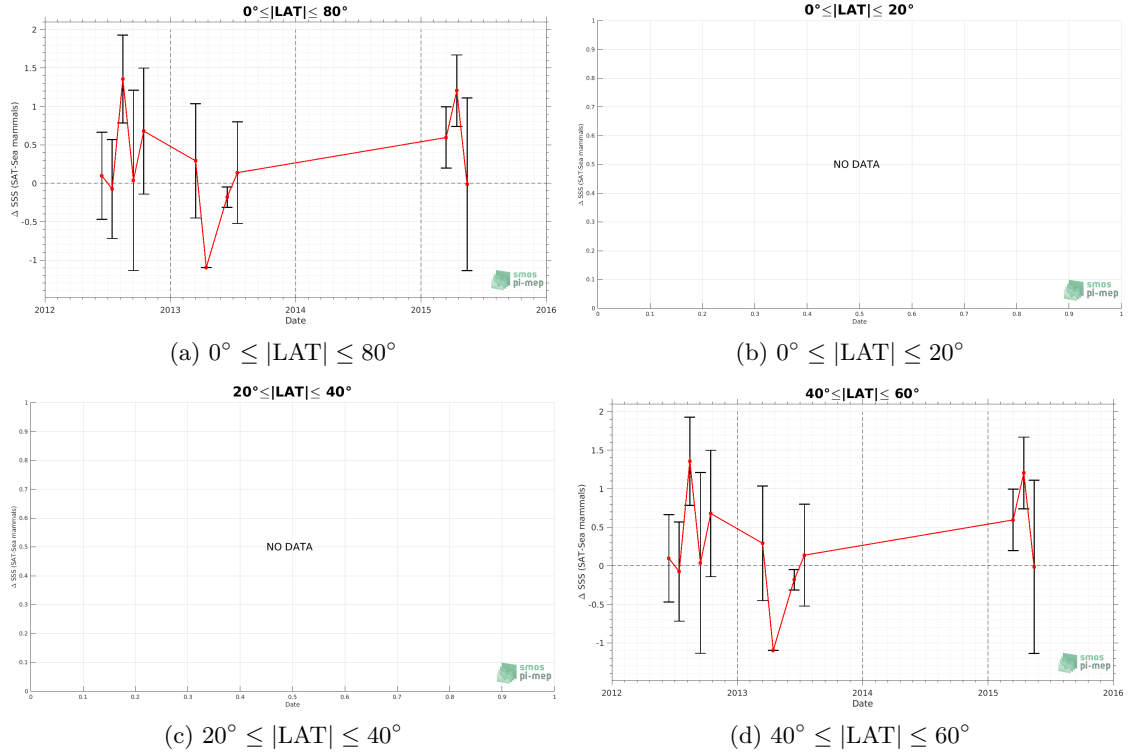 0°≤|LAT|≤ 80°
2
1.5
1
0.5
0
-0.5
-1
Δ SSS (SAT-Sea mammals)
2012
2013
2014
2015
2016
Date
smos
pi-mep
(a) 0° ≤ |LAT| ≤ 80°
0°≤|LAT|≤ 20°
1
0.9
0.8
0.7
0.6
0.5
0.4
0.3
0.2
0.1
0
Δ SSS (SAT-Sea mammals)
NO DATA
0
0.1
0.2
0.3
0.4
0.5
0.6
0.7
0.8
0.9
1
Date
smos
pi-mep
(b) 0° ≤ |LAT| ≤ 20°
20°≤|LAT|≤ 40°
1
0.9
0.8
0.7
0.6
0.5
0.4
0.3
0.2
0.1
0
Δ SSS (SAT-Sea mammals)
NO DATA
0
0.1
0.2
0.3
0.4
0.5
0.6
0.7
0.8
0.9
1
Date
smos
pi-mep
(c) 20° ≤ |LAT| ≤ 40°
40°≤|LAT|≤ 60°
2
1.5
1
0.5
0
-0.5
-1
Δ SSS (SAT-Sea mammals)
2012
2013
2014
2015
2016
Date
smos
pi-mep
(d) 40° ≤ |LAT| ≤ 60°